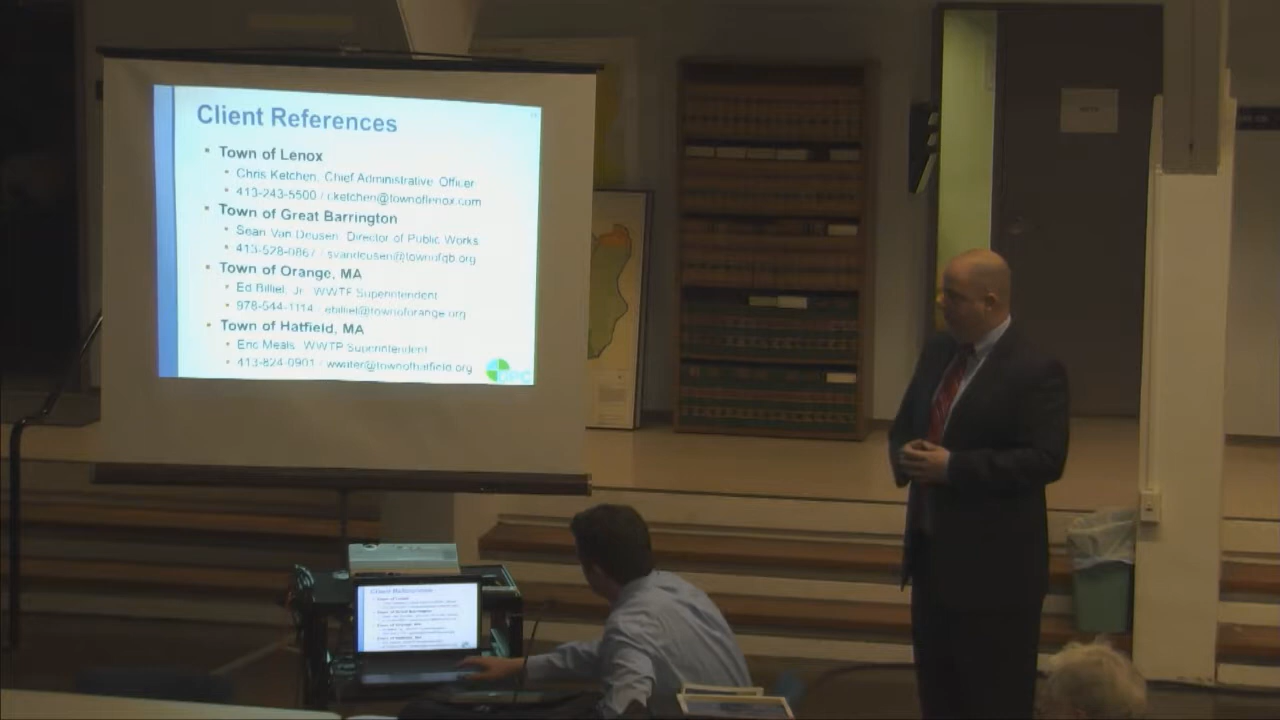 Client References
Town of Lenox
Chris Ketchen, Chief Administrative Officer
413-243-5500 / r.ketchen@townoflenox.com
Town of Great Barrington
Sean Van Deusen, Director of Public Works
413-528-0867 / svandeusen@townofgb.org
Town of Orange, MA
Ed Billiel, Jr. WWTF Superintendent
978-544-1114 / ebilliel@townoforange.org
Town of Hatfield, MA
Eric Meals WWTP Superintendent
413-824-0901 / wwater@townofhatfield.org